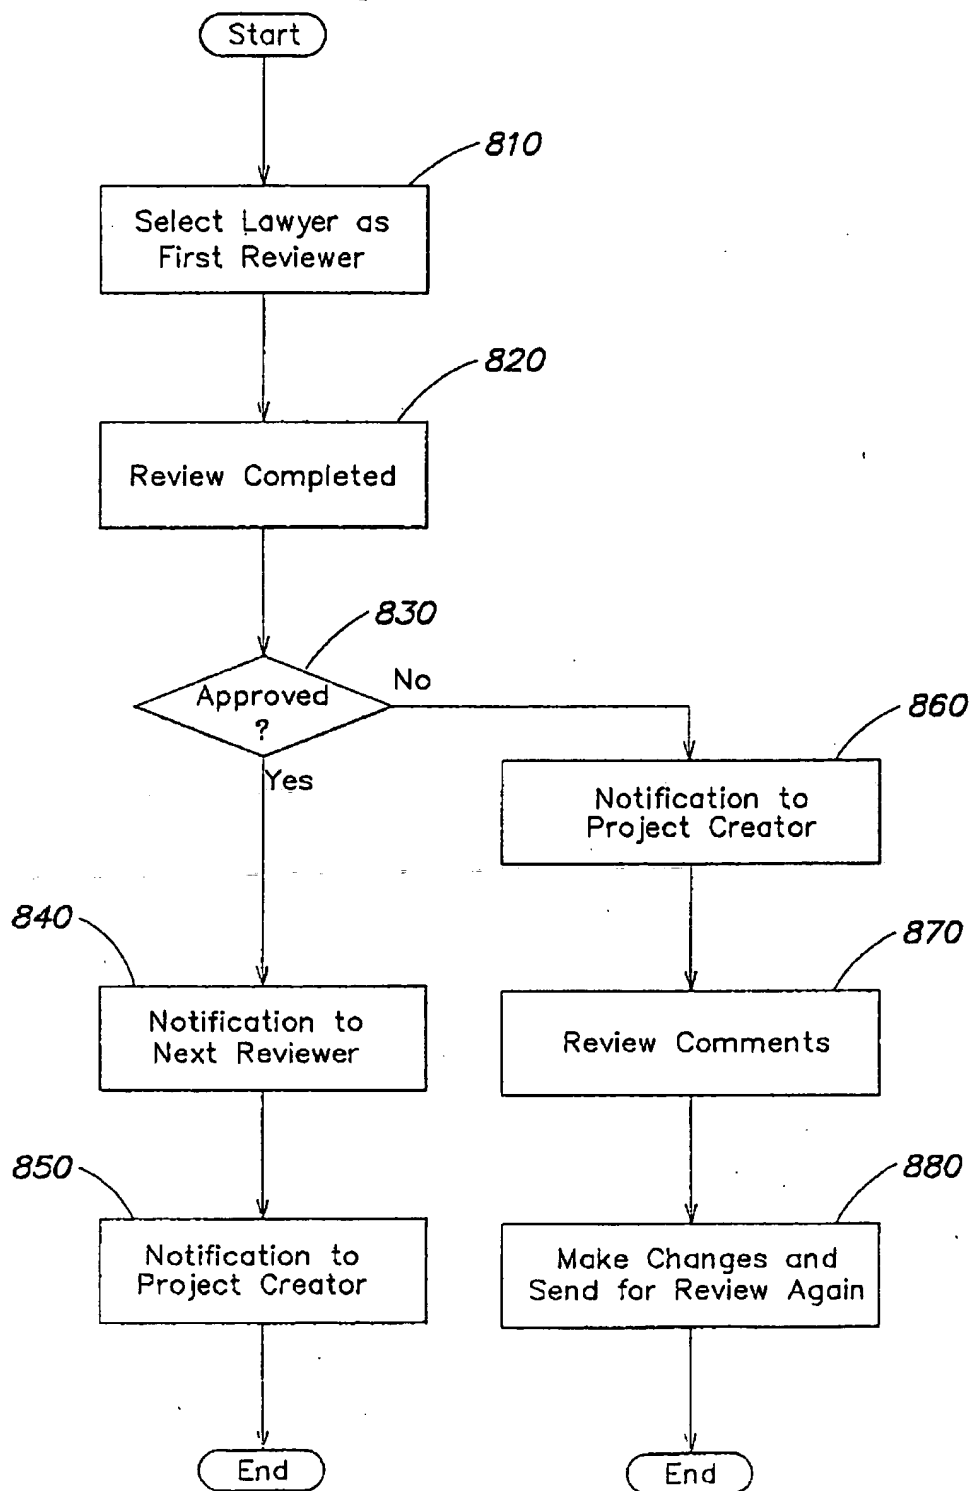 Start
810
Select Lawyer as
First Reviewer
820
Review Completed
830
Approved
?
No
Yes
860
Notification to
Project Creator
840
Notification to
Next Reviewer
870
Review Comments
850
Notification to
Project Creator
880
Make Changes and
Send for Review Again
End
End